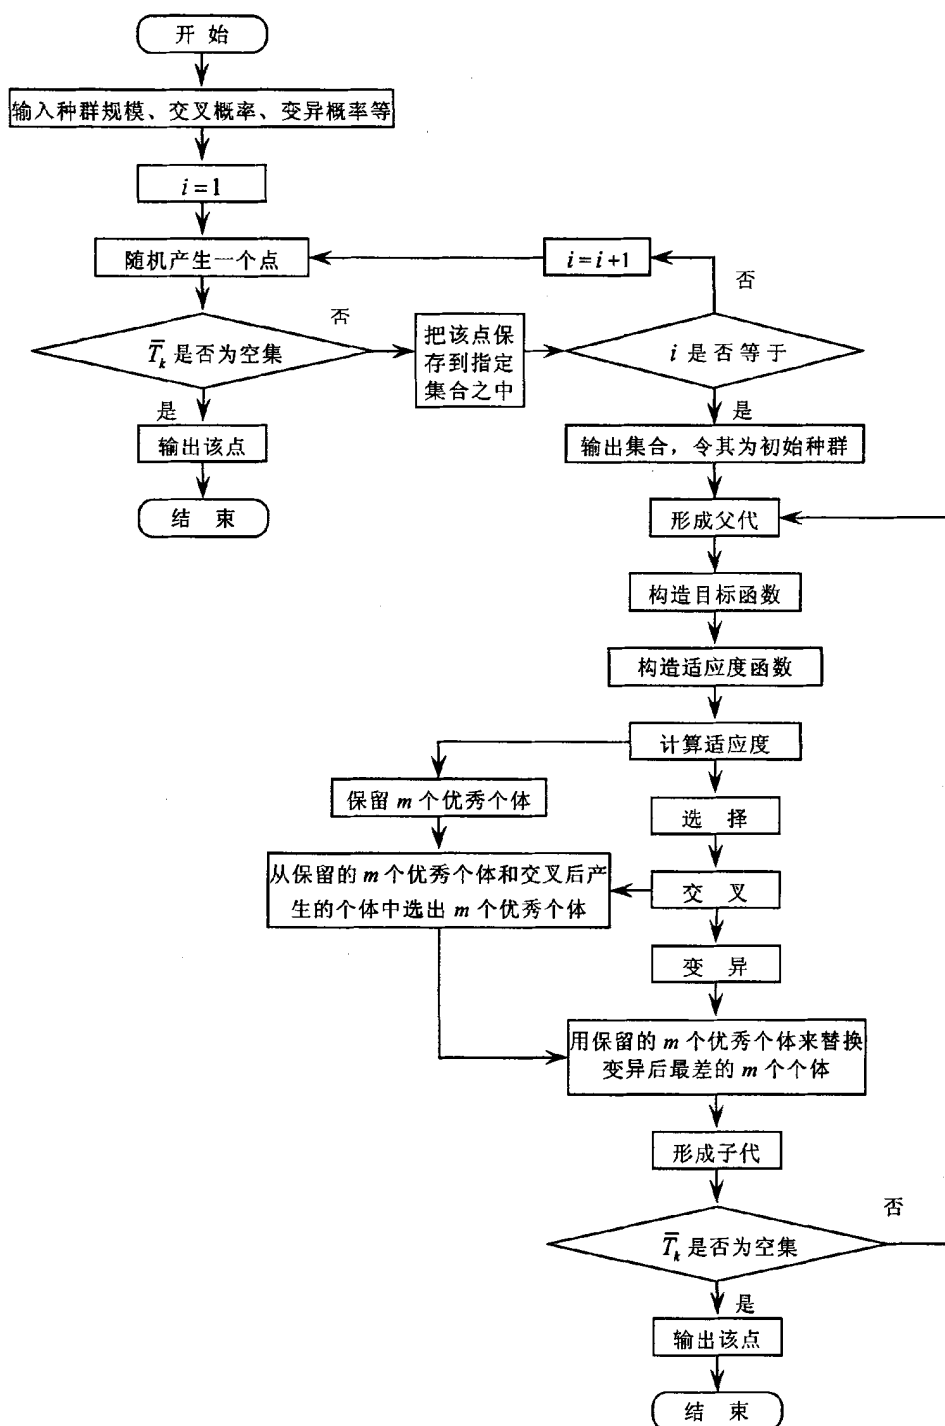 开 始
输入种群规模、交叉概率、变异概率等
i=1
随机产生一个点
i=i+1
否
否
T̄ₖ 是否为空集
把该点保
存到指定
集合之中
i 是否等于
是
是
输出该点
输出集合，令其为初始种群
结 束
形成父代
构造目标函数
构造适应度函数
计算适应度
保留 m 个优秀个体
选 择
从保留的 m 个优秀个体和交叉后产
生的个体中选出 m 个优秀个体
交 叉
变 异
用保留的 m 个优秀个体来替换
变异后最差的 m 个个体
形成子代
否
T̄ₖ 是否为空集
是
输出该点
结 束